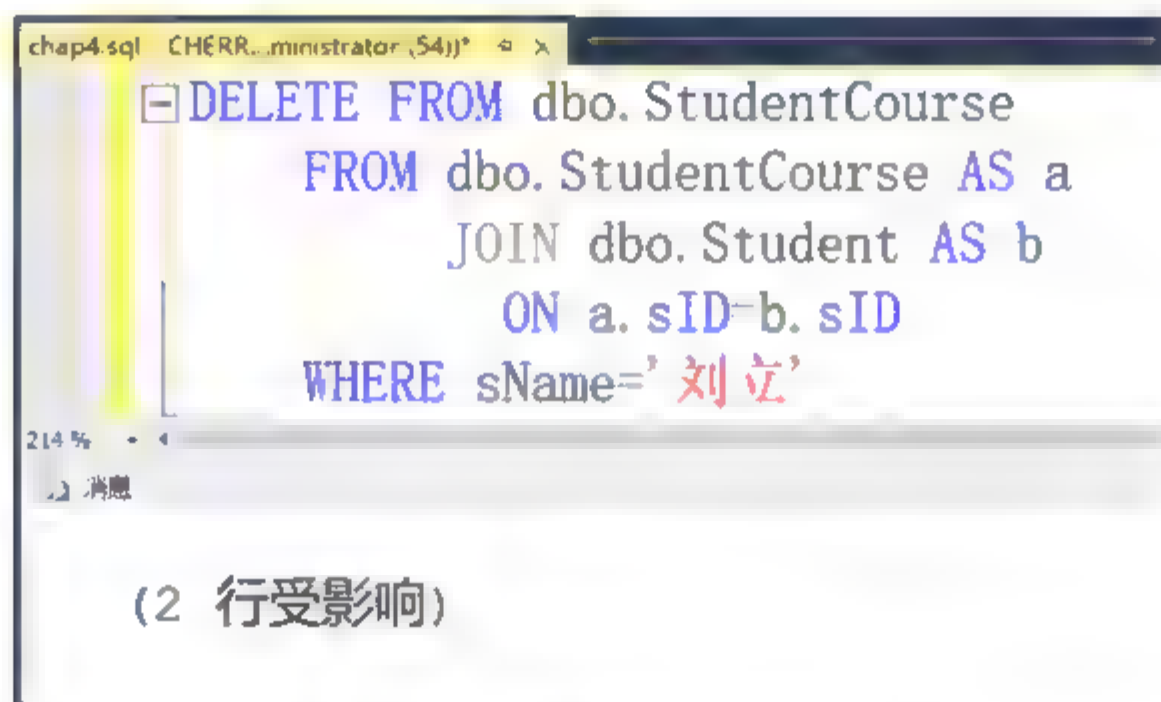 chap4.sql CHERR...ministrator (54))*
DELETE FROM dbo.StudentCourse
FROM dbo.StudentCourse AS a
JOIN dbo.Student AS b
ON a.sID=b.sID
WHERE sName='刘立'
214 %
消息
(2 行受影响)